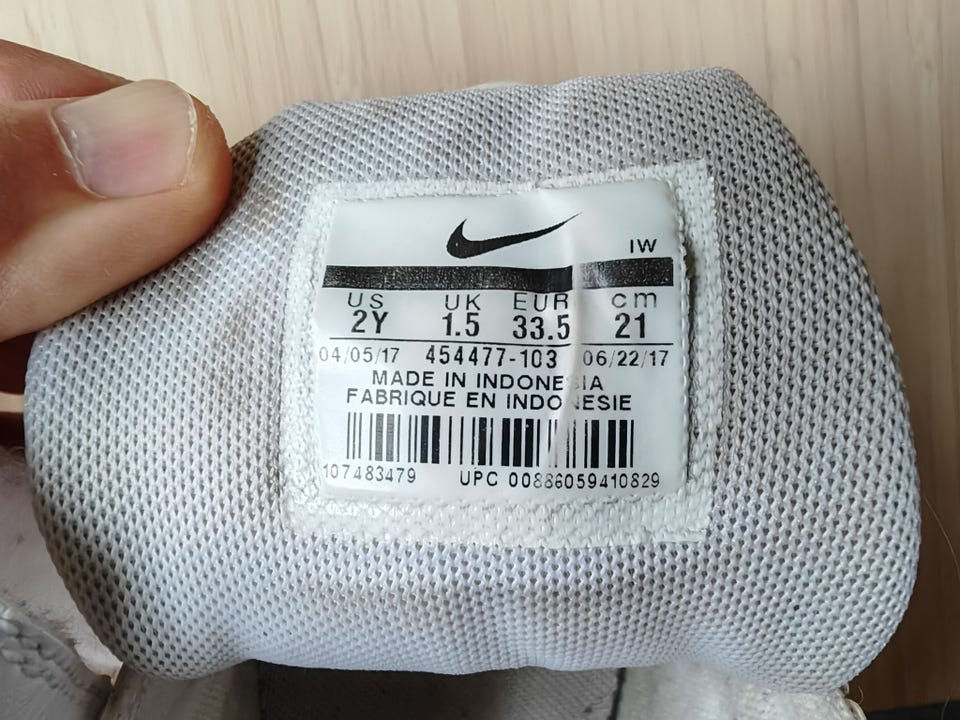 IW
US UK EUR cm
2Y 1.5 33.5 21
04/05/17 454477-103 06/22/17
MADE IN INDONESIA
FABRIQUE EN INDONESIE
107483479 UPC 00886059410829